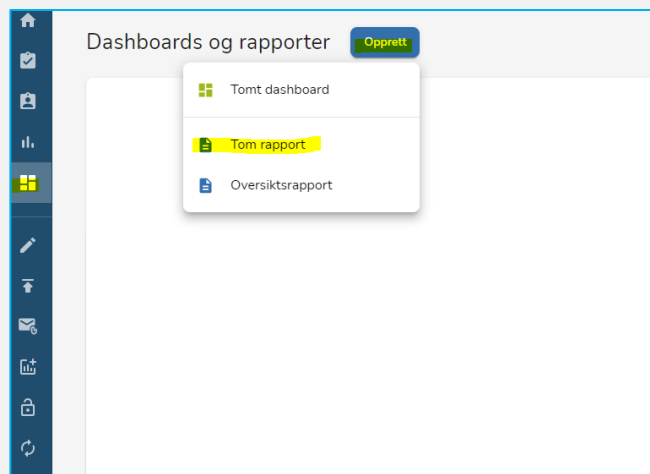 Dashboards og rapporter
Opprett
Tomt dashboard
Tom rapport
Oversiktsrapport